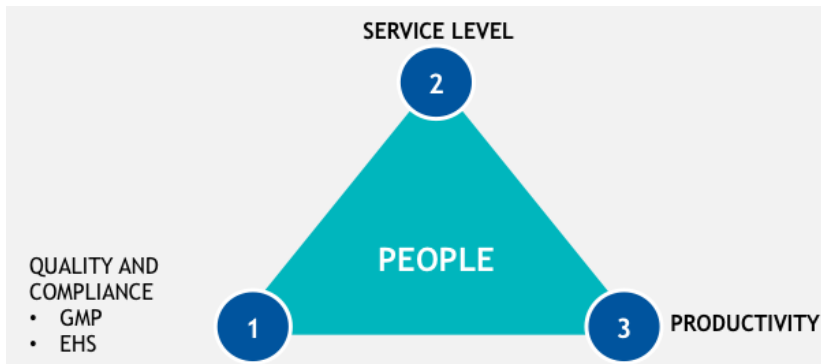 SERVICE LEVEL
2
PEOPLE
QUALITY AND
COMPLIANCE
• GMP
• EHS
1
3
PRODUCTIVITY